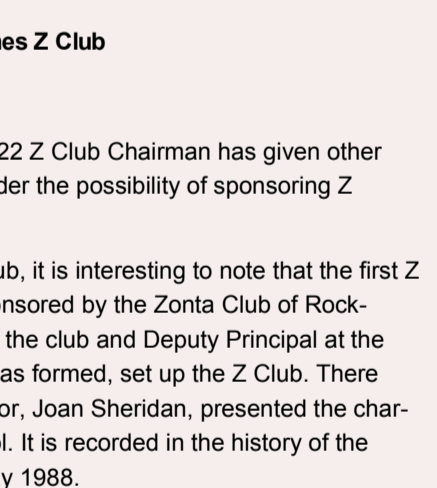 es Z Club
22 Z Club Chairman has given other
der the possibility of sponsoring Z
ub, it is interesting to note that the first Z
nsored by the Zonta Club of Rock-
the club and Deputy Principal at the
as formed, set up the Z Club. There
or, Joan Sheridan, presented the char-
l. It is recorded in the history of the
y 1988.